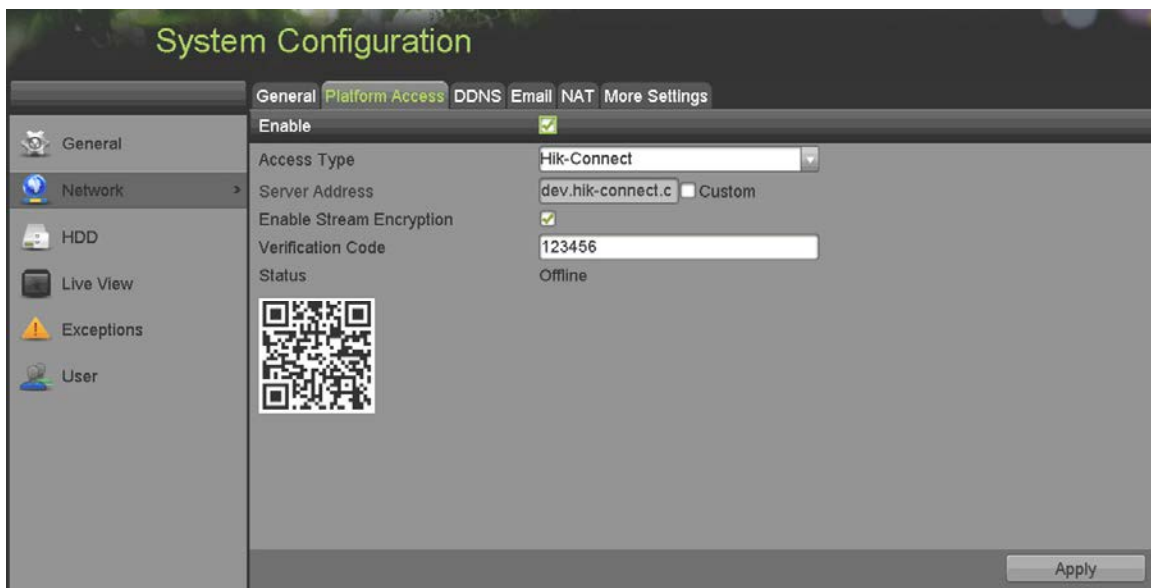 System Configuration
General Platform Access DDNS Email NAT More Settings
General
Network >
HDD
Live View
Exceptions
User
Enable
Access Type Hik-Connect
Server Address dev.hik-connect.c Custom
Enable Stream Encryption
Verification Code 123456
Status Offline
Apply